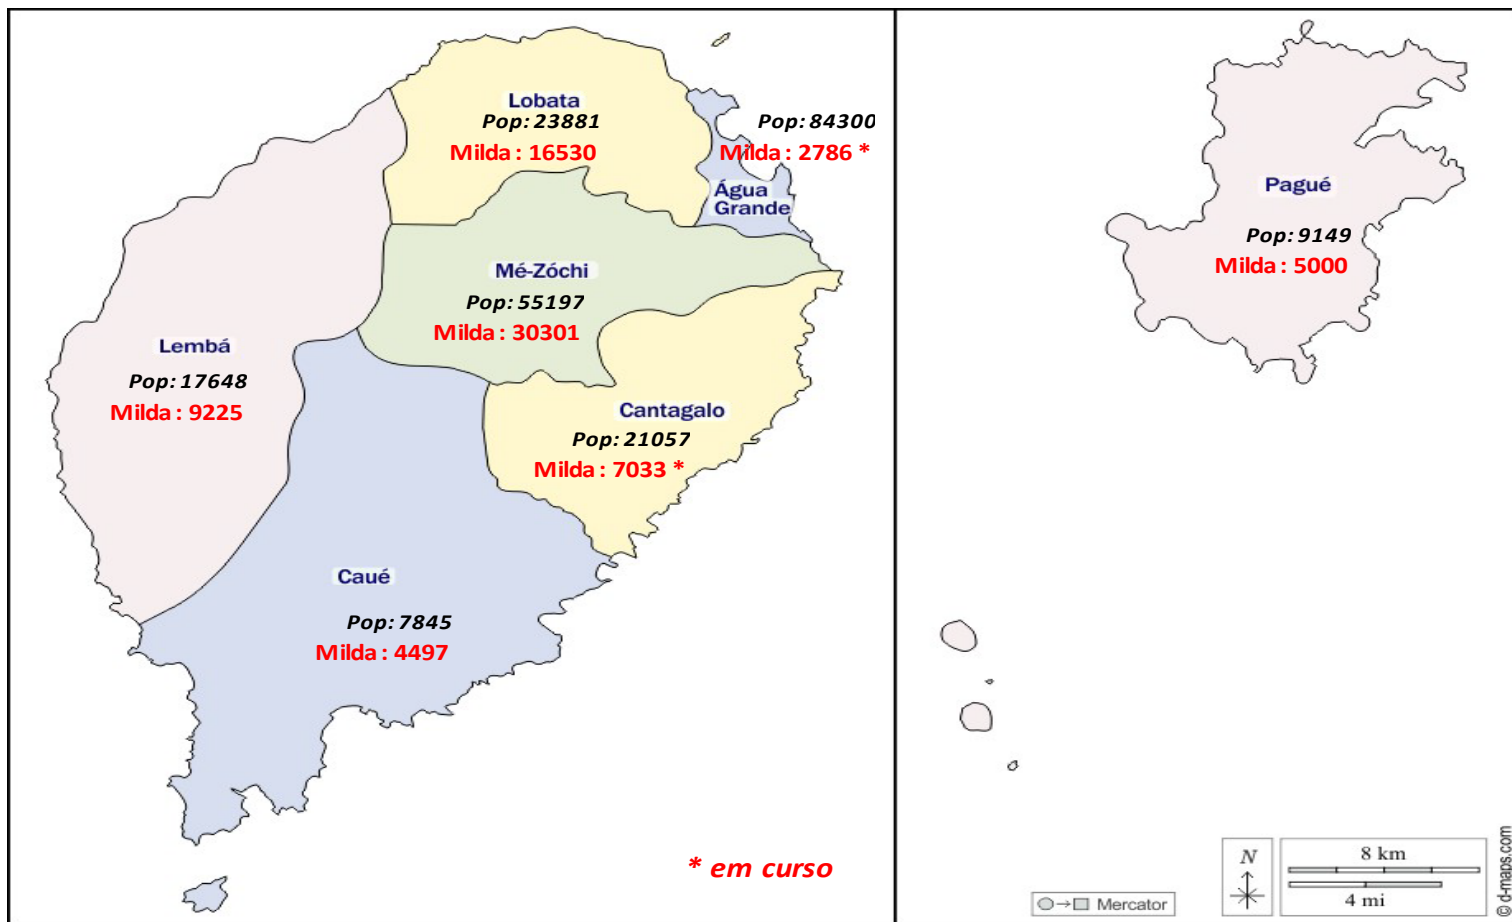 Lobata
Pop: 23881
Milda : 16530
Pop: 84300
Milda : 2786 *
Água
Grande
Mé-Zóchi
Pop: 55197
Milda : 30301
Lembá
Pop: 17648
Milda : 9225
Cantagalo
Pop: 21057
Milda : 7033 *
Caué
Pop: 7845
Milda : 4497
* em curso
Pagué
Pop: 9149
Milda : 5000
Mercator
N
8 km
4 mi
© d-maps.com